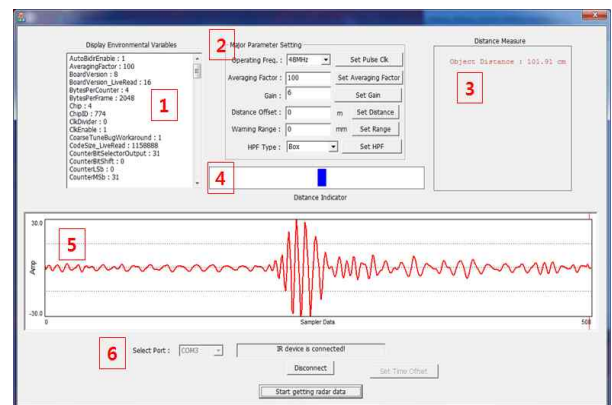 Display Environmental Variables
AutoBidirEnable : 1
AveragingFactor : 100
BoardVersion : 8
BoardVersion_LiveRead : 16
BytesPerCounter : 4
BytesPerFrame : 2048
Chip : 4
ChipID : 774
ClkDivider : 0
ClkEnable : 1
CoarseTuneBugWorkaround : 1
CodeSize_LiveRead : 1158888
CounterBitSelectorOutput : 31
CounterBitShift : 0
CounterLSb : 0
CounterMSb : 31
1
2
Major Parameter Setting
Operating Freq. : 48MHz Set Pulse Clk
Averaging Factor : 100 Set Averaging Factor
Gain : 6 Set Gain
Distance Offset : 0 m Set Distance
Warning Range : 0 mm Set Range
HPF Type : Box Set HPF
Distance Measure
Object Distance : 101.91 cm
3
4
Distance Indicator
5
30.0
Amp
-30.0
0 Sampler Data 508
6
Select Port : COM3 IR device is connected!
Disconnect Set Time Offset
Start getting radar data